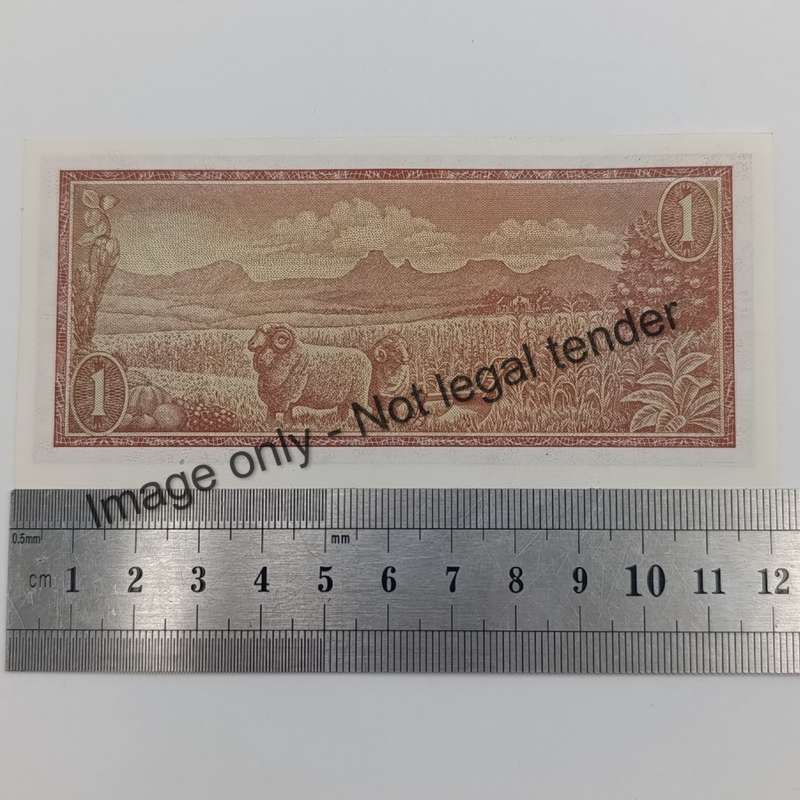 1
1
Image only - Not legal tender
0.5mm mm
cm 1 2 3 4 5 6 7 8 9 10 11 12